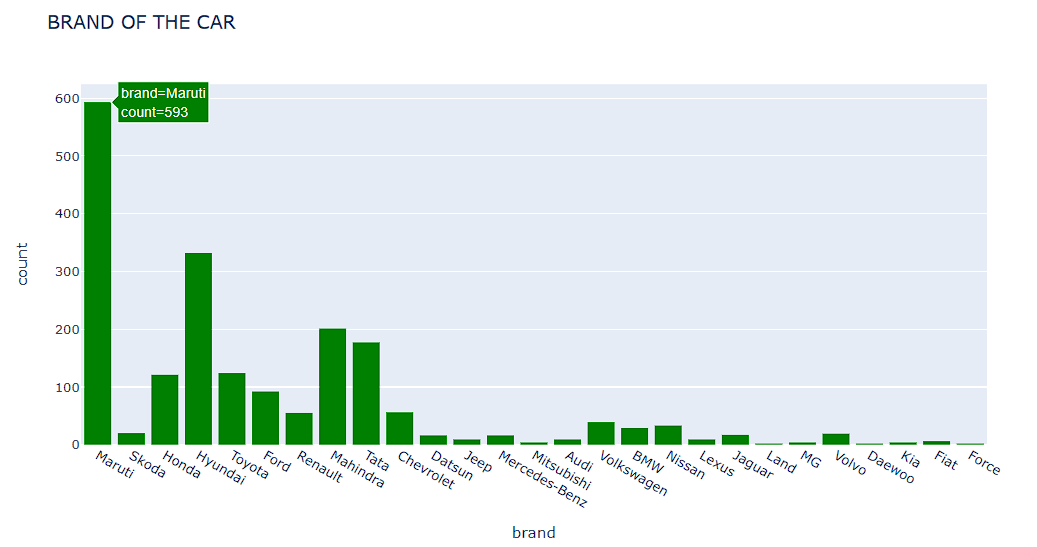 BRAND OF THE CAR
brand=Maruti
count=593
600
500
400
300
200
100
0
count
Maruti
Skoda
Honda
Hyundai
Toyota
Ford
Renault
Mahindra
Tata
Chevrolet
Datsun
Jeep
Mercedes-Benz
Mitsubishi
Audi
Volkswagen
BMW
Nissan
Lexus
Jaguar
Land
MG
Volvo
Daewoo
Kia
Fiat
Force
brand